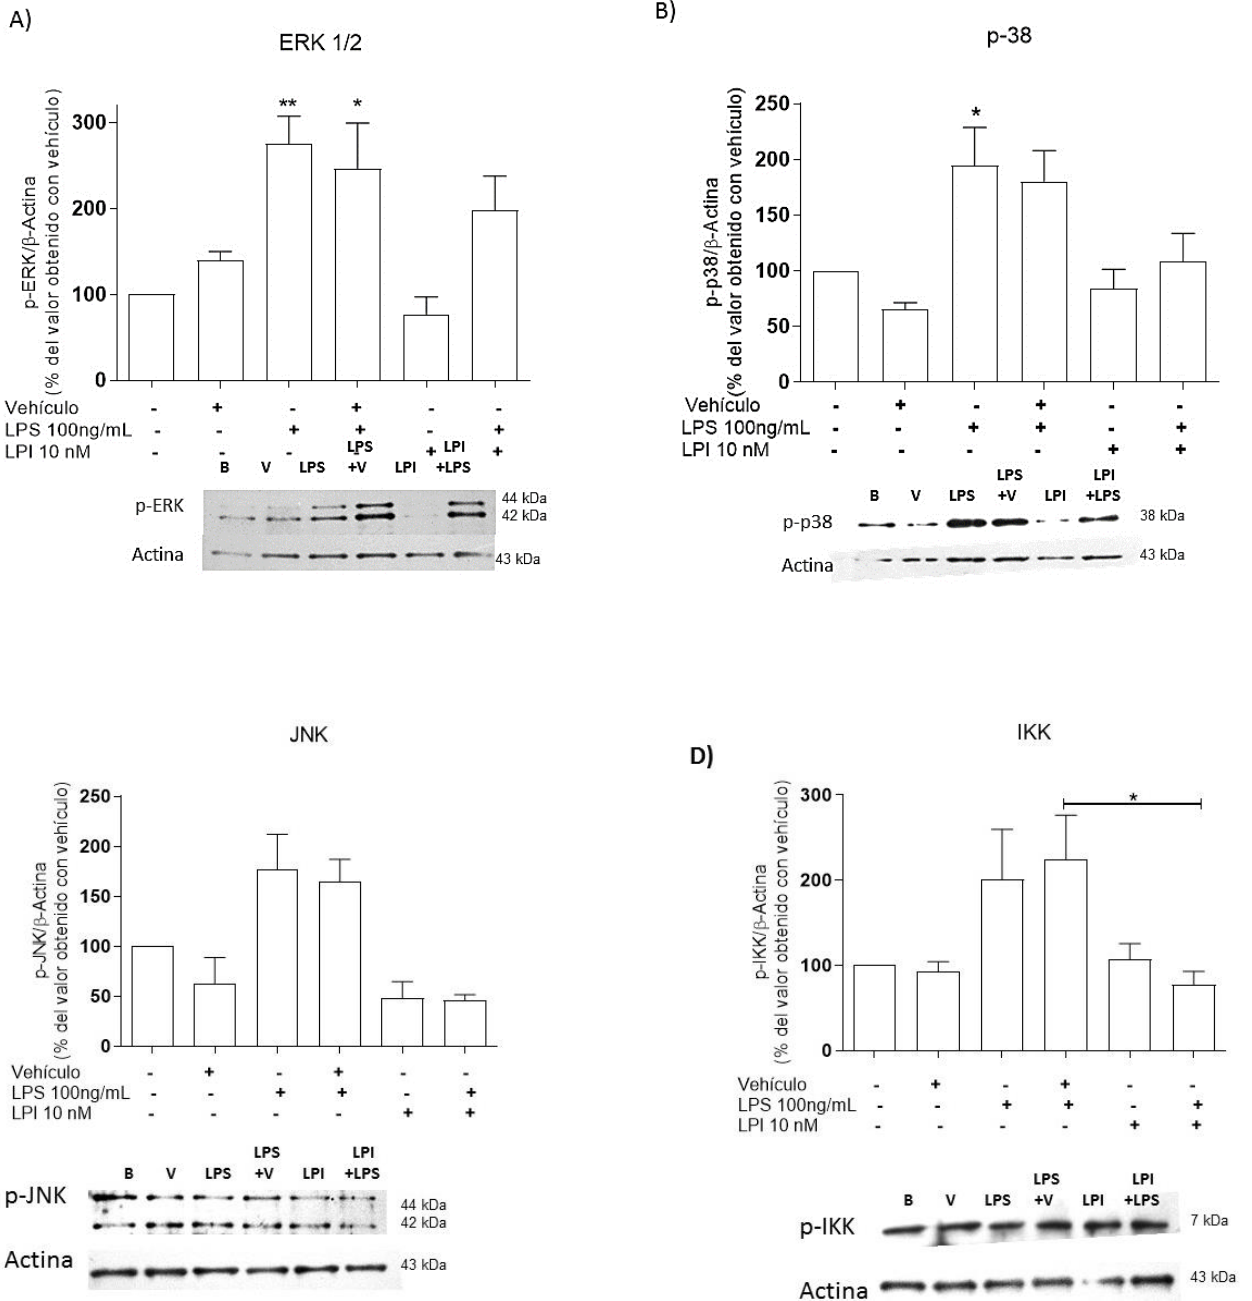 A)
ERK 1/2
p-ERK/β-Actina
(% del valor obtenido con vehículo)
300
200
100
0
** *
Vehículo - + - + - -
LPS 100ng/mL - - + + - +
LPI 10 nM - - - - + +
B V LPS LPS +V LPI LPI +LPS
p-ERK
44 kDa
42 kDa
Actina
43 kDa
B)
p-38
p-p38/β-Actina
(% del valor obtenido con vehículo)
250
200
150
100
50
0
*
Vehículo - + - + - -
LPS 100ng/mL - - + + - +
LPI 10 nM - - - - + +
B V LPS LPS +V LPI LPI +LPS
p-p38
38 kDa
Actina
43 kDa
JNK
p-JNK/β-Actina
(% del valor obtenido con vehículo)
250
200
150
100
50
0
Vehículo - + - + - -
LPS 100ng/mL - - + + - +
LPI 10 nM - - - - + +
B V LPS LPS +V LPI LPI +LPS
p-JNK
44 kDa
42 kDa
Actina
43 kDa
D)
IKK
p-IKK/β-Actina
(% del valor obtenido con vehículo)
300
200
100
0
*
Vehículo - + - + - -
LPS 100ng/mL - - + + - +
LPI 10 nM - - - - + +
B V LPS LPS +V LPI LPI +LPS
p-IKK
7 kDa
Actina
43 kDa